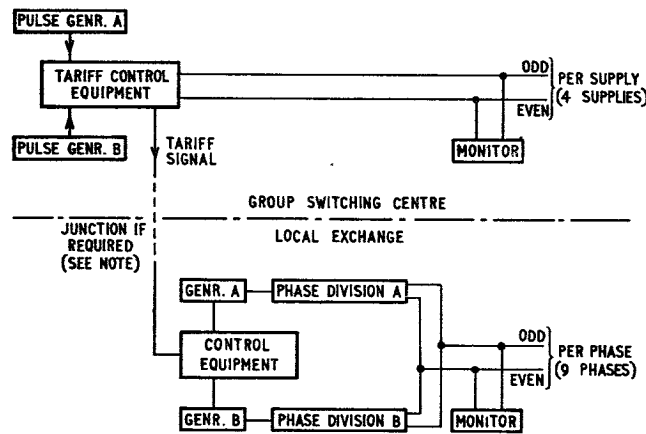 PULSE GENR. A
TARIFF CONTROL
EQUIPMENT
PULSE GENR. B
TARIFF
SIGNAL
ODD
EVEN
PER SUPPLY
(4 SUPPLIES)
MONITOR
GROUP SWITCHING CENTRE
JUNCTION IF
REQUIRED
(SEE NOTE)
LOCAL EXCHANGE
GENR. A
PHASE DIVISION A
CONTROL
EQUIPMENT
GENR. B
PHASE DIVISION B
ODD
EVEN
PER PHASE
(9 PHASES)
MONITOR